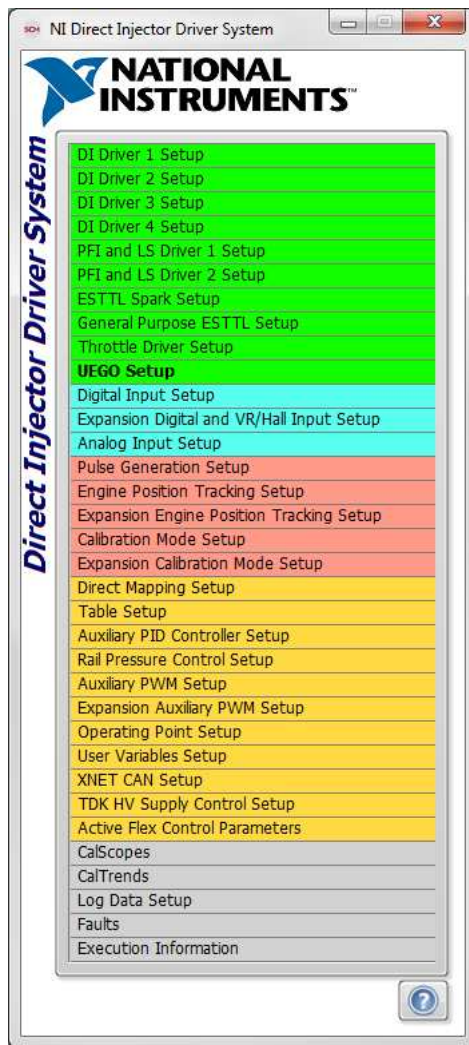 NI Direct Injector Driver System
NATIONAL
INSTRUMENTS™
Direct Injector Driver System
DI Driver 1 Setup
DI Driver 2 Setup
DI Driver 3 Setup
DI Driver 4 Setup
PFI and LS Driver 1 Setup
PFI and LS Driver 2 Setup
ESTTL Spark Setup
General Purpose ESTTL Setup
Throttle Driver Setup
UEGO Setup
Digital Input Setup
Expansion Digital and VR/Hall Input Setup
Analog Input Setup
Pulse Generation Setup
Engine Position Tracking Setup
Expansion Engine Position Tracking Setup
Calibration Mode Setup
Expansion Calibration Mode Setup
Direct Mapping Setup
Table Setup
Auxiliary PID Controller Setup
Rail Pressure Control Setup
Auxiliary PWM Setup
Expansion Auxiliary PWM Setup
Operating Point Setup
User Variables Setup
XNET CAN Setup
TDK HV Supply Control Setup
Active Flex Control Parameters
CalScopes
CalTrends
Log Data Setup
Faults
Execution Information
?